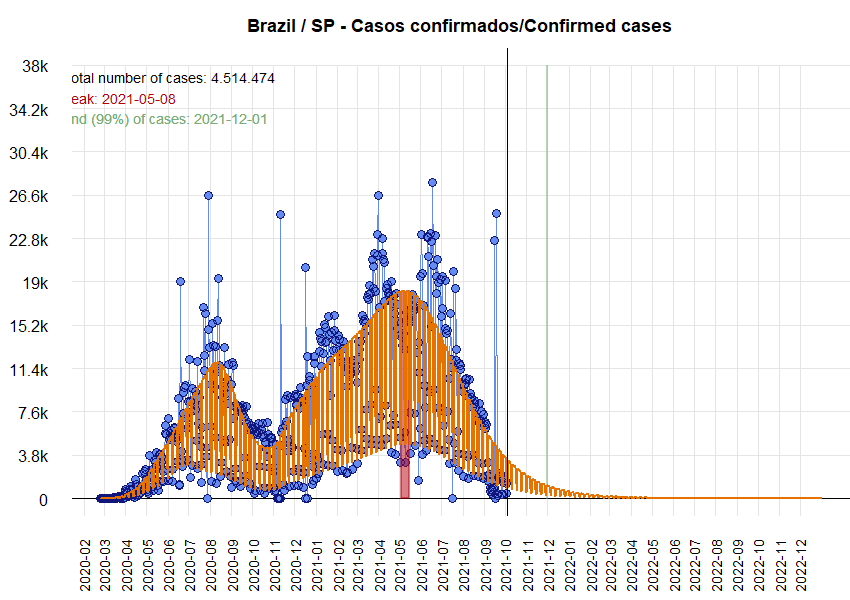 Brazil / SP - Casos confirmados/Confirmed cases
38k
otal number of cases: 4.514.474
eak: 2021-05-08
34.2k
nd (99%) of cases: 2021-12-01
30.4k
26.6k
22.8k
19k
15.2k
11.4k
7.6k
3.8k
0
2020-02
2020-03
2020-04
2020-05
2020-06
2020-07
2020-08
2020-09
2020-10
2020-11
2020-12
2021-01
2021-02
2021-03
2021-04
2021-05
2021-06
2021-07
2021-08
2021-09
2021-10
2021-11
2021-12
2022-01
2022-02
2022-03
2022-04
2022-05
2022-06
2022-07
2022-08
2022-09
2022-10
2022-11
2022-12